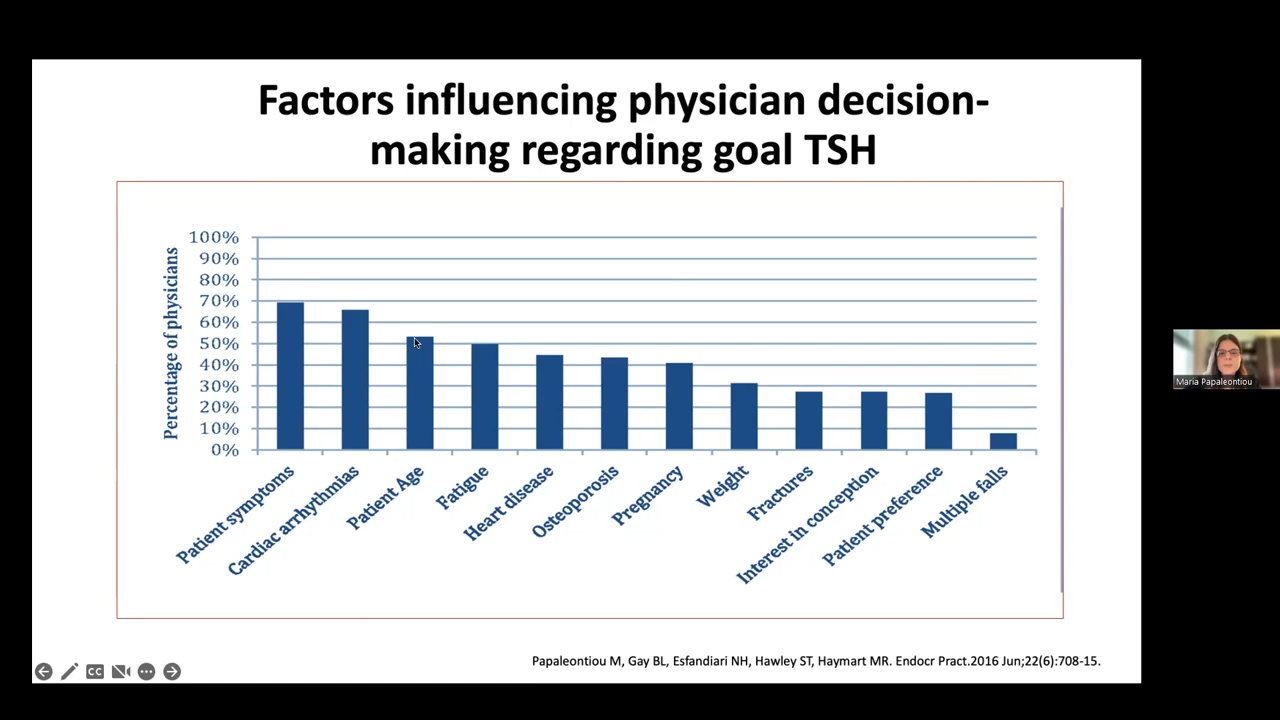 Factors influencing physician decision-
making regarding goal TSH
Percentage of physicians
100%
90%
80%
70%
60%
50%
40%
30%
20%
10%
0%
Patient symptoms
Cardiac arrhythmias
Patient Age
Fatigue
Heart disease
Osteoporosis
Pregnancy
Weight
Fractures
Interest in conception
Patient preference
Multiple falls
Maria Papaleontiou
Papaleontiou M, Gay BL, Esfandiari NH, Hawley ST, Haymart MR. Endocr Pract.2016 Jun;22(6):708-15.
CC